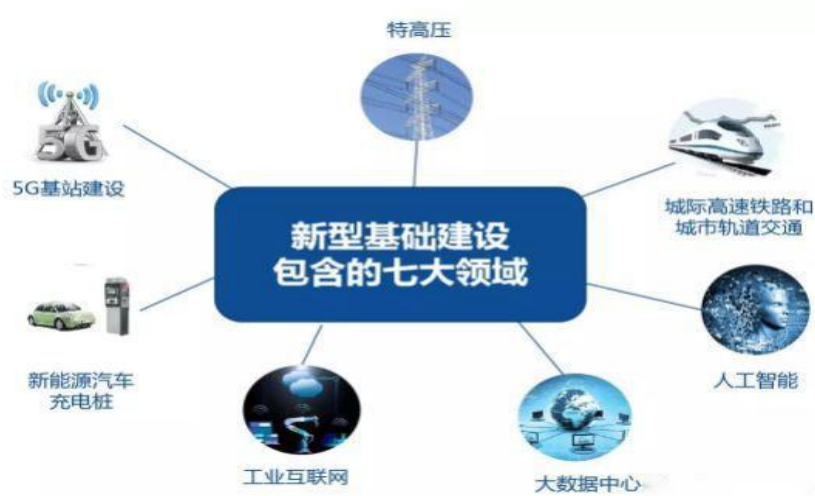 特高压
5G
5G基站建设
城际高速铁路和
城市轨道交通
新型基础建设
包含的七大领域
新能源汽车
充电桩
人工智能
工业互联网
大数据中心